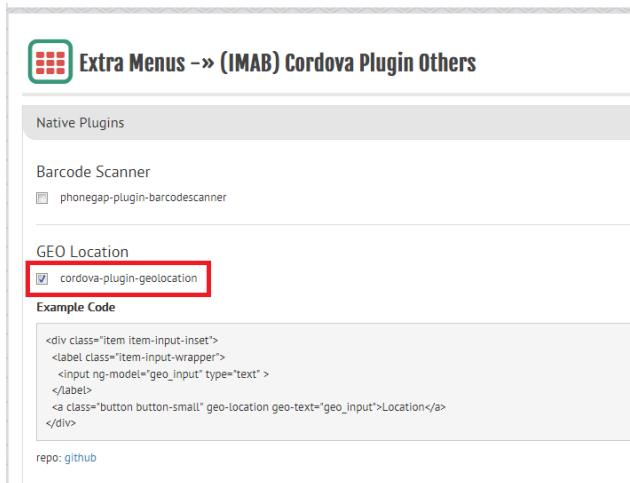 Extra Menus -» (IMAB) Cordova Plugin Others
Native Plugins
Barcode Scanner
phonegap-plugin-barcodescanner
GEO Location
cordova-plugin-geolocation
Example Code
<div class="item item-input-inset">
<label class="item-input-wrapper">
<input ng-model="geo_input" type="text" >
</label>
<a class="button button-small" geo-location geo-text="geo_input">Location</a>
</div>
repo: github